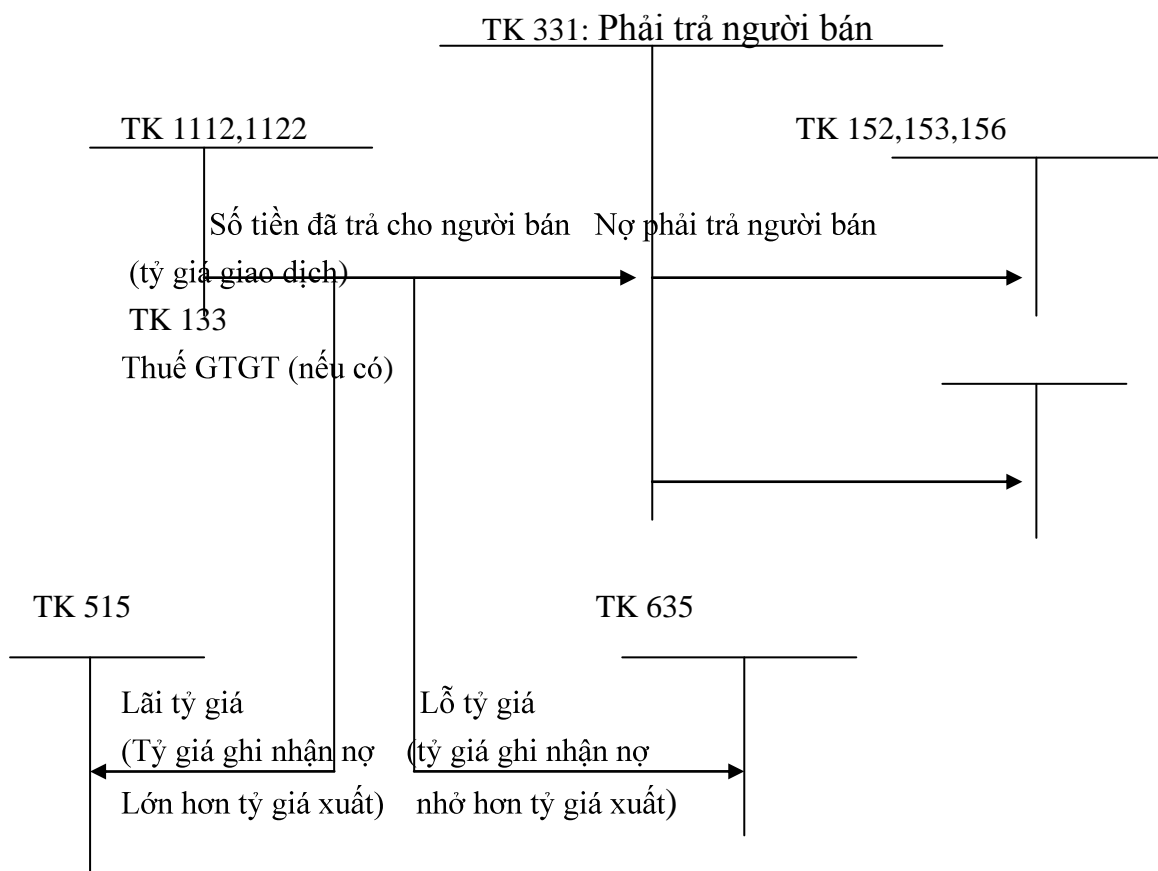 TK 331: Phải trả người bán
TK 1112,1122
TK 152,153,156
Số tiền đã trả cho người bán Nợ phải trả người bán
(tỷ giá giao dịch)
TK 133
Thuế GTGT (nếu có)
TK 515
TK 635
Lãi tỷ giá
(Tỷ giá ghi nhận nợ
Lớn hơn tỷ giá xuất)
Lỗ tỷ giá
(tỷ giá ghi nhận nợ
nhở hơn tỷ giá xuất)